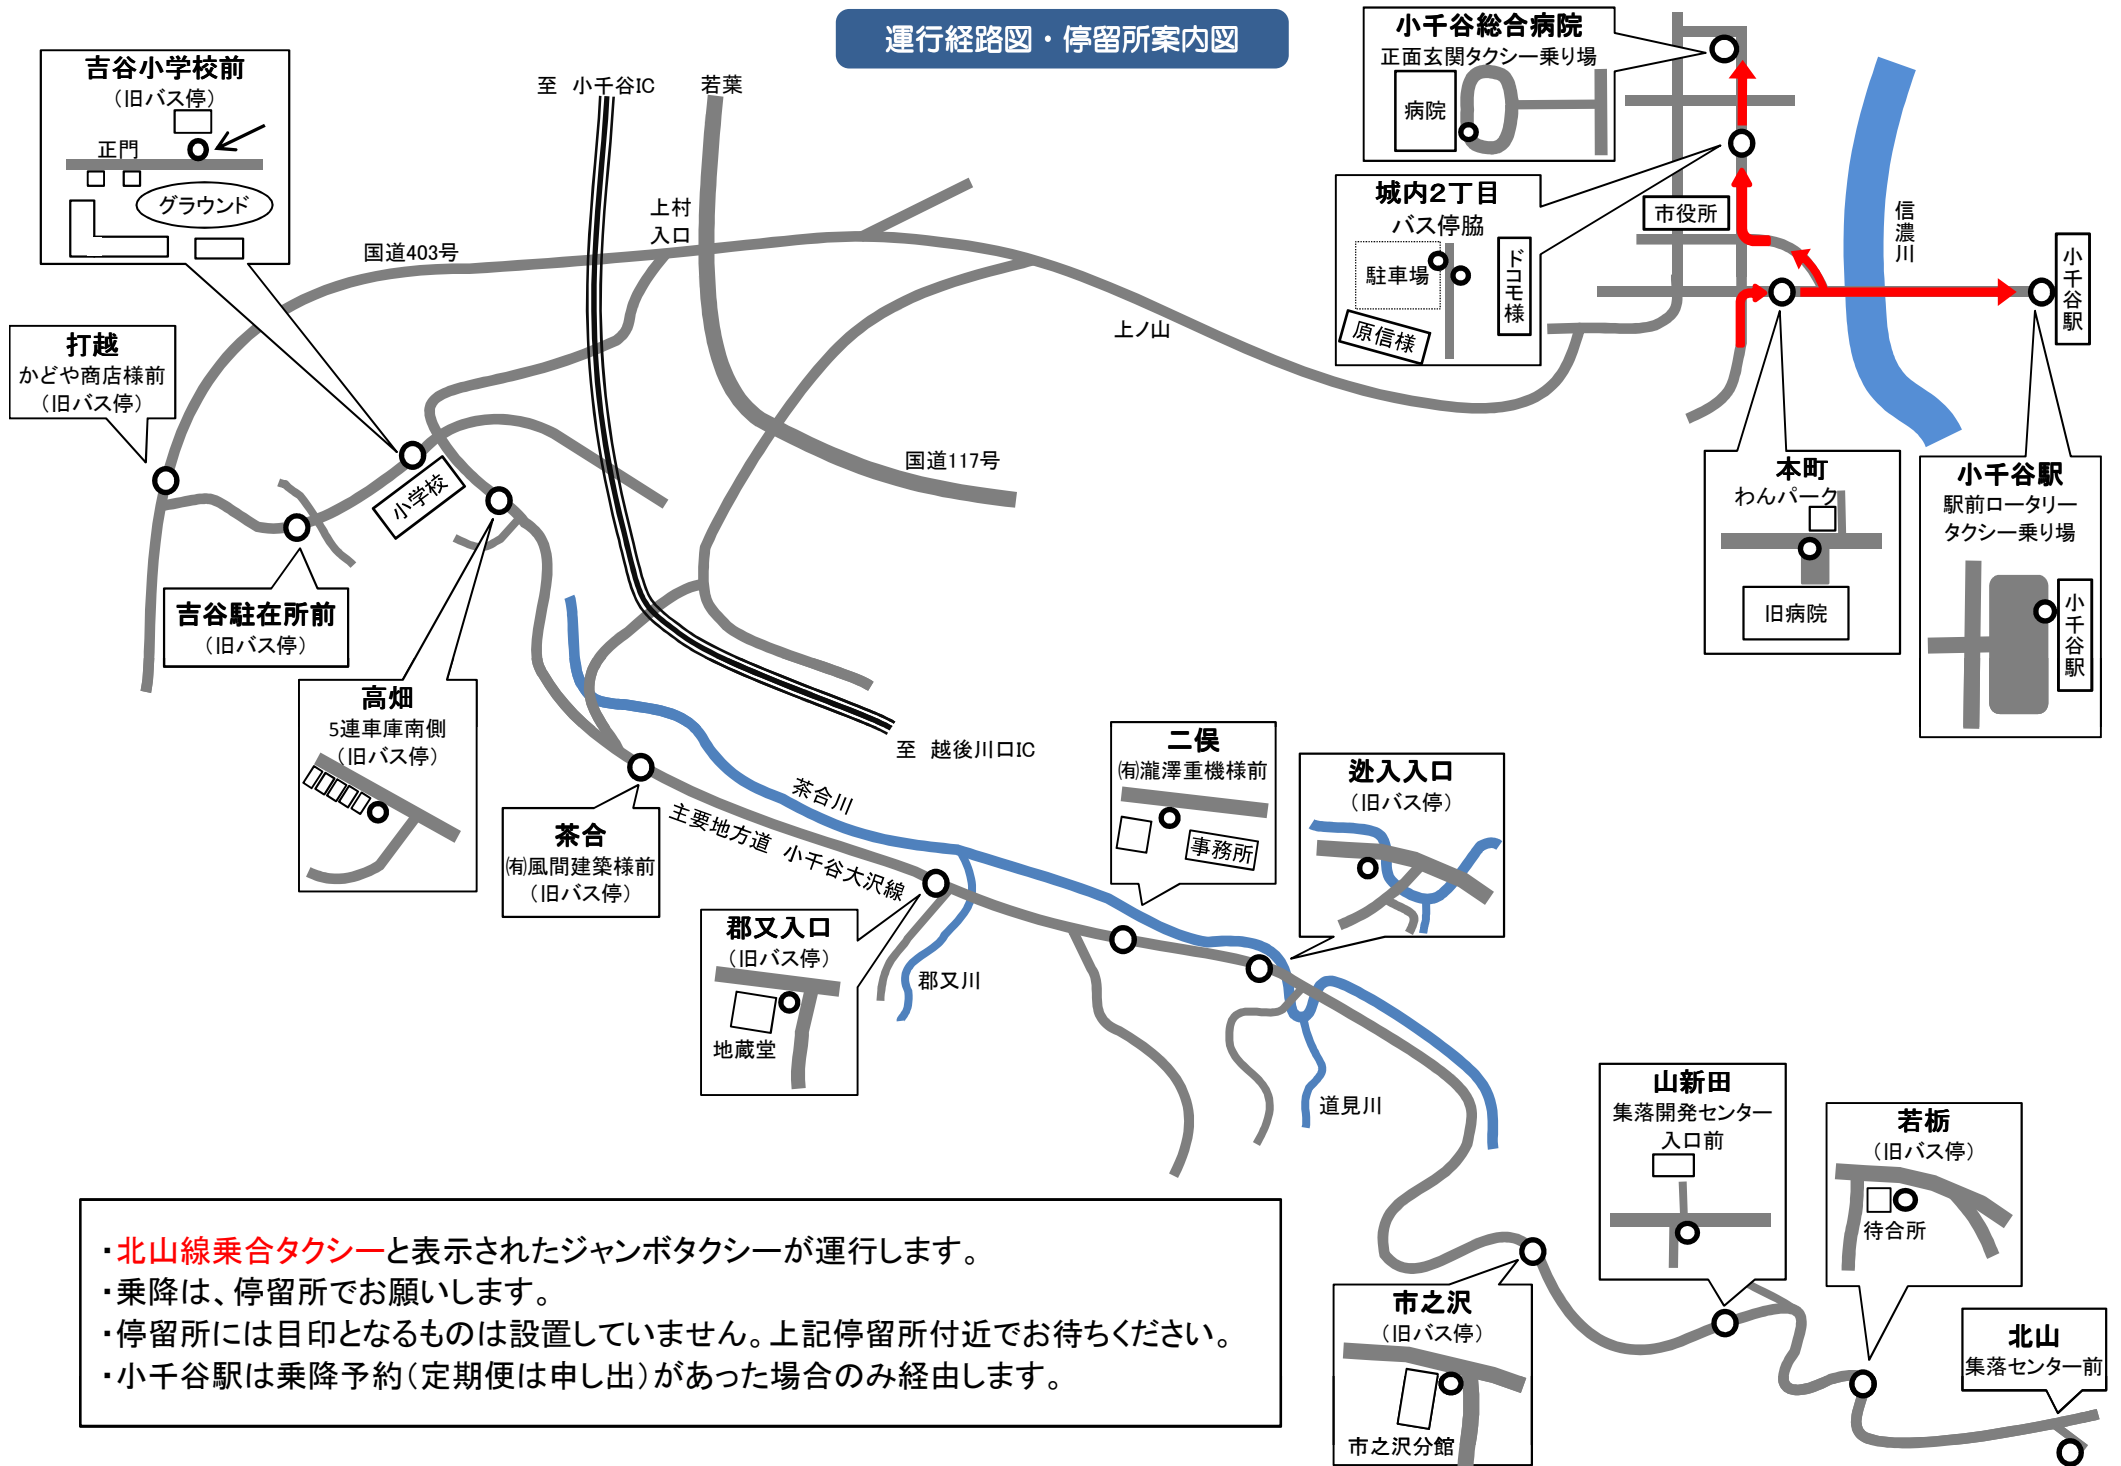 運行経路図・停留所案内図
吉谷小学校前
（旧バス停）
正門
グラウンド
至 小千谷IC
若葉
上村
入口
国道403号
小千谷総合病院
正面玄関タクシー乗り場
病院
城内2丁目
バス停脇
駐車場
ドコモ様
原信様
市役所
信濃川
小千谷駅
上ノ山
打越
かどや商店様前
（旧バス停）
国道117号
小学校
本町
わんパーク
旧病院
小千谷駅
駅前ロータリー
タクシー乗り場
小千谷駅
吉谷駐在所前
（旧バス停）
高畑
5連車庫南側
（旧バス停）
至 越後川口IC
茶合川
二俣
㈲瀧澤重機様前
事務所
逧入入口
（旧バス停）
茶合
㈲風間建築様前
（旧バス停）
主要地方道 小千谷大沢線
郡又入口
（旧バス停）
地蔵堂
郡又川
道見川
山新田
集落開発センター
入口前
若栃
（旧バス停）
待合所
市之沢
（旧バス停）
市之沢分館
北山
集落センター前
・北山線乗合タクシーと表示されたジャンボタクシーが運行します。
・乗降は、停留所でお願いします。
・停留所には目印となるものは設置していません。上記停留所付近でお待ちください。
・小千谷駅は乗降予約（定期便は申し出）があった場合のみ経由します。